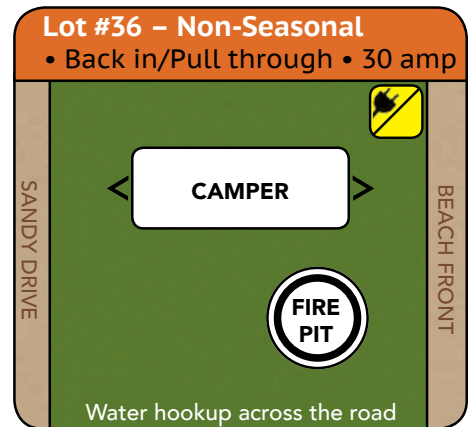 Lot #36 – Non-Seasonal
• Back in/Pull through • 30 amp
SANDY DRIVE
CAMPER
BEACH FRONT
FIRE
PIT
Water hookup across the road